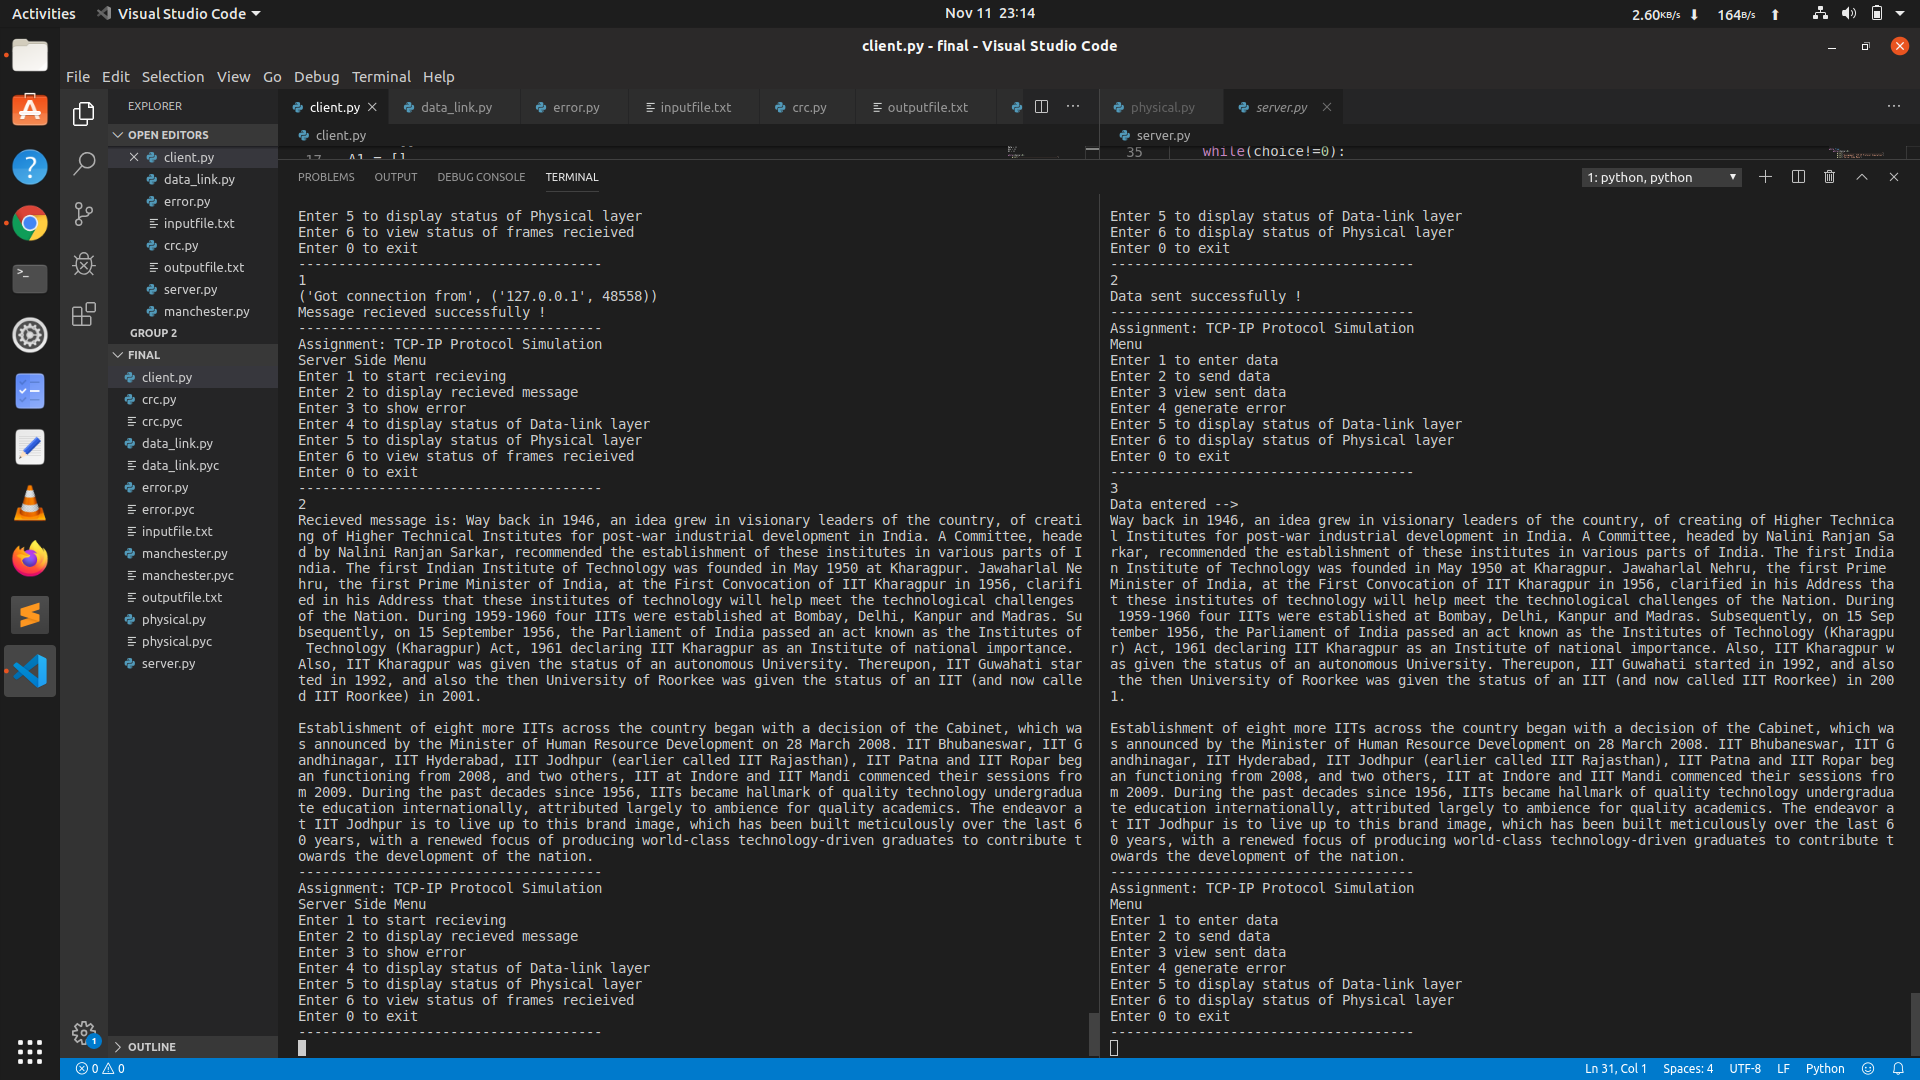 Activities
Visual Studio Code
Nov 11 23:14
2.60KB/s
164B/s
client.py - final - Visual Studio Code
File Edit Selection View Go Debug Terminal Help
EXPLORER
OPEN EDITORS
client.py
data_link.py
error.py
inputfile.txt
crc.py
outputfile.txt
server.py
manchester.py
GROUP 2
FINAL
client.py
crc.py
crc.pyc
data_link.py
data_link.pyc
error.py
error.pyc
inputfile.txt
manchester.py
manchester.pyc
outputfile.txt
physical.py
physical.pyc
server.py
OUTLINE
client.py data_link.py error.py inputfile.txt crc.py outputfile.txt
client.py
17 A1 = []
physical.py server.py
server.py
35 while(choice!=0):
PROBLEMS OUTPUT DEBUG CONSOLE TERMINAL
1: python, python
Enter 5 to display status of Physical layer
Enter 6 to view status of frames recieived
Enter 0 to exit
--------------------------------------
1
('Got connection from', ('127.0.0.1', 48558))
Message recieved successfully !
--------------------------------------
Assignment: TCP-IP Protocol Simulation
Server Side Menu
Enter 1 to start recieving
Enter 2 to display recieved message
Enter 3 to show error
Enter 4 to display status of Data-link layer
Enter 5 to display status of Physical layer
Enter 6 to view status of frames recieived
Enter 0 to exit
--------------------------------------
2
Recieved message is: Way back in 1946, an idea grew in visionary leaders of the country, of creati
ng of Higher Technical Institutes for post-war industrial development in India. A Committee, heade
d by Nalini Ranjan Sarkar, recommended the establishment of these institutes in various parts of I
ndia. The first Indian Institute of Technology was founded in May 1950 at Kharagpur. Jawaharlal Ne
hru, the first Prime Minister of India, at the First Convocation of IIT Kharagpur in 1956, clarifi
ed in his Address that these institutes of technology will help meet the technological challenges
of the Nation. During 1959-1960 four IITs were established at Bombay, Delhi, Kanpur and Madras. Su
bsequently, on 15 September 1956, the Parliament of India passed an act known as the Institutes of
Technology (Kharagpur) Act, 1961 declaring IIT Kharagpur as an Institute of national importance.
Also, IIT Kharagpur was given the status of an autonomous University. Thereupon, IIT Guwahati star
ted in 1992, and also the then University of Roorkee was given the status of an IIT (and now calle
d IIT Roorkee) in 2001.
Establishment of eight more IITs across the country began with a decision of the Cabinet, which wa
s announced by the Minister of Human Resource Development on 28 March 2008. IIT Bhubaneswar, IIT G
andhinagar, IIT Hyderabad, IIT Jodhpur (earlier called IIT Rajasthan), IIT Patna and IIT Ropar beg
an functioning from 2008, and two others, IIT at Indore and IIT Mandi commenced their sessions fro
m 2009. During the past decades since 1956, IITs became hallmark of quality technology undergradua
te education internationally, attributed largely to ambience for quality academics. The endeavor a
t IIT Jodhpur is to live up to this brand image, which has been built meticulously over the last 6
0 years, with a renewed focus of producing world-class technology-driven graduates to contribute t
owards the development of the nation.
--------------------------------------
Assignment: TCP-IP Protocol Simulation
Server Side Menu
Enter 1 to start recieving
Enter 2 to display recieved message
Enter 3 to show error
Enter 4 to display status of Data-link layer
Enter 5 to display status of Physical layer
Enter 6 to view status of frames recieived
Enter 0 to exit
--------------------------------------
Enter 5 to display status of Data-link layer
Enter 6 to display status of Physical layer
Enter 0 to exit
--------------------------------------
2
Data sent successfully !
--------------------------------------
Assignment: TCP-IP Protocol Simulation
Menu
Enter 1 to enter data
Enter 2 to send data
Enter 3 view sent data
Enter 4 generate error
Enter 5 to display status of Data-link layer
Enter 6 to display status of Physical layer
Enter 0 to exit
--------------------------------------
3
Data entered -->
Way back in 1946, an idea grew in visionary leaders of the country, of creating of Higher Technica
l Institutes for post-war industrial development in India. A Committee, headed by Nalini Ranjan Sa
rkar, recommended the establishment of these institutes in various parts of India. The first India
n Institute of Technology was founded in May 1950 at Kharagpur. Jawaharlal Nehru, the first Prime
Minister of India, at the First Convocation of IIT Kharagpur in 1956, clarified in his Address tha
t these institutes of technology will help meet the technological challenges of the Nation. During
1959-1960 four IITs were established at Bombay, Delhi, Kanpur and Madras. Subsequently, on 15 Sep
tember 1956, the Parliament of India passed an act known as the Institutes of Technology (Kharagpu
r) Act, 1961 declaring IIT Kharagpur as an Institute of national importance. Also, IIT Kharagpur w
as given the status of an autonomous University. Thereupon, IIT Guwahati started in 1992, and also
the then University of Roorkee was given the status of an IIT (and now called IIT Roorkee) in 200
1.
Establishment of eight more IITs across the country began with a decision of the Cabinet, which wa
s announced by the Minister of Human Resource Development on 28 March 2008. IIT Bhubaneswar, IIT G
andhinagar, IIT Hyderabad, IIT Jodhpur (earlier called IIT Rajasthan), IIT Patna and IIT Ropar beg
an functioning from 2008, and two others, IIT at Indore and IIT Mandi commenced their sessions fro
m 2009. During the past decades since 1956, IITs became hallmark of quality technology undergradua
te education internationally, attributed largely to ambience for quality academics. The endeavor a
t IIT Jodhpur is to live up to this brand image, which has been built meticulously over the last 6
0 years, with a renewed focus of producing world-class technology-driven graduates to contribute t
owards the development of the nation.
--------------------------------------
Assignment: TCP-IP Protocol Simulation
Menu
Enter 1 to enter data
Enter 2 to send data
Enter 3 view sent data
Enter 4 generate error
Enter 5 to display status of Data-link layer
Enter 6 to display status of Physical layer
Enter 0 to exit
--------------------------------------
1
0 0
Ln 31, Col 1 Spaces: 4 UTF-8 LF Python